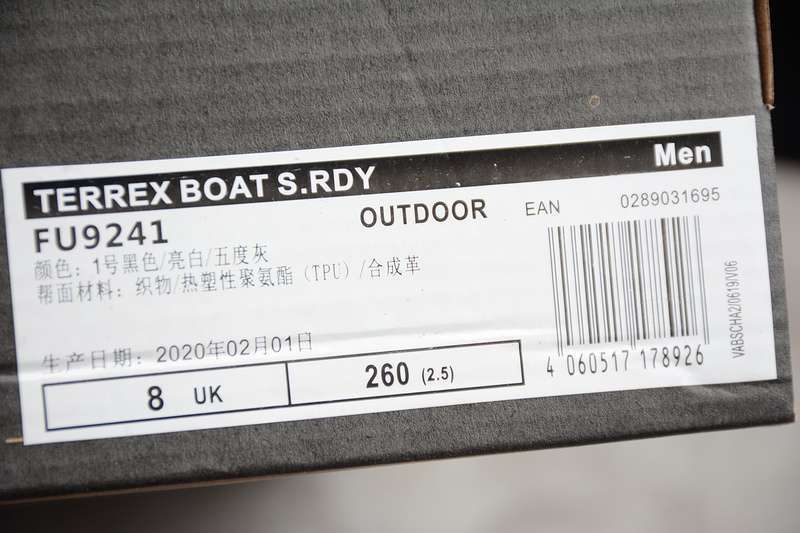 TERREX BOAT S.RDY Men
FU9241 OUTDOOR EAN 0289031695
颜色：1号黑色/亮白/五度灰
帮面材料：织物/热塑性聚氨酯（TPU）/合成革
生产日期：2020年02月01日
8 UK 260 (2.5)
4 060517 178926
VABSCHA2/0619/V06